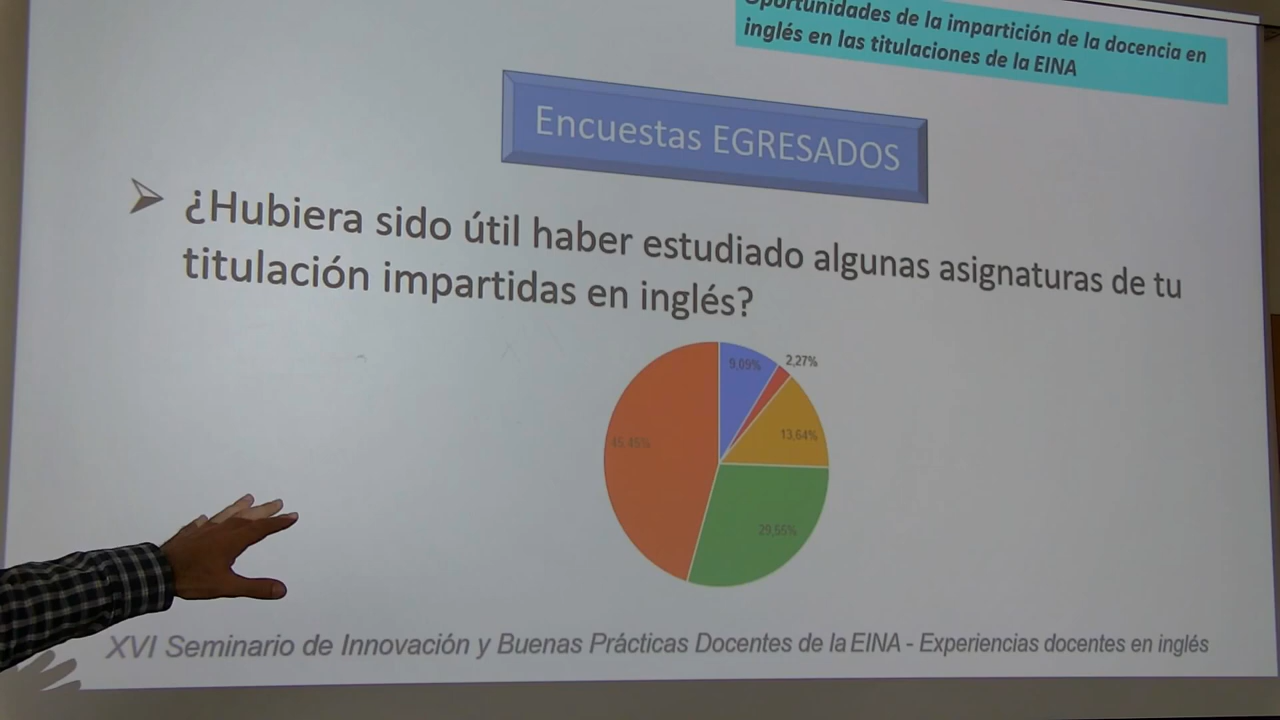 Oportunidades de la impartición de la docencia en
inglés en las titulaciones de la EINA
Encuestas EGRESADOS
¿Hubiera sido útil haber estudiado algunas asignaturas de tu
titulación impartidas en inglés?
9,09%
2,27%
13,64%
45,45%
29,55%
XVI Seminario de Innovación y Buenas Prácticas Docentes de la EINA - Experiencias docentes en inglés